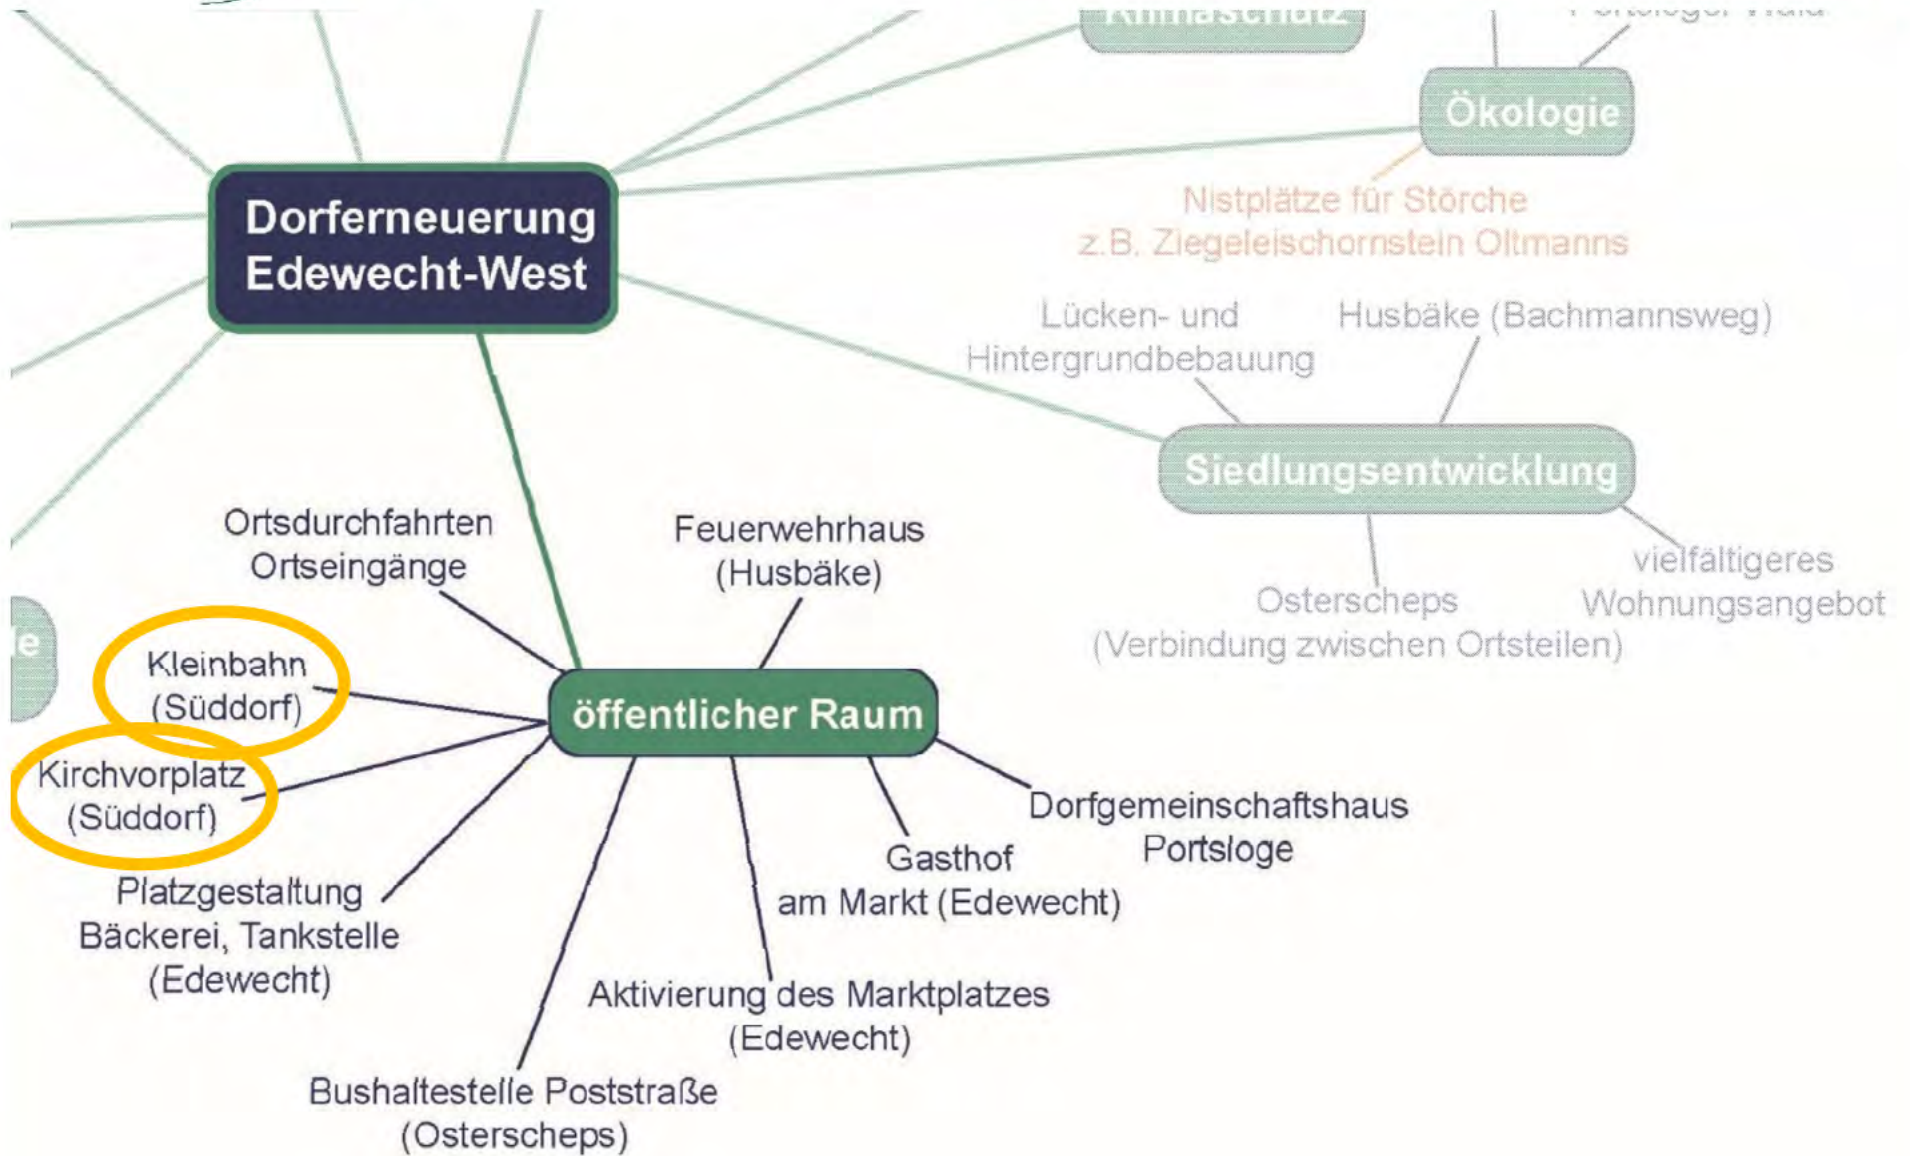 Klimaschutz
Ökologie
Nistplätze für Störche
z.B. Ziegeleischornstein Oltmanns
Dorferneuerung
Edewecht-West
Lücken- und
Hintergrundbebauung
Husbäke (Bachmannsweg)
Siedlungsentwicklung
Osterscheps
(Verbindung zwischen Ortsteilen)
vielfältigeres
Wohnungsangebot
Ortsdurchfahrten
Ortseingänge
Feuerwehrhaus
(Husbäke)
Kleinbahn
(Süddorf)
öffentlicher Raum
Kirchvorplatz
(Süddorf)
Dorfgemeinschaftshaus
Portsloge
Gasthof
am Markt (Edewecht)
Platzgestaltung
Bäckerei, Tankstelle
(Edewecht)
Aktivierung des Marktplatzes
(Edewecht)
Bushaltestelle Poststraße
(Osterscheps)